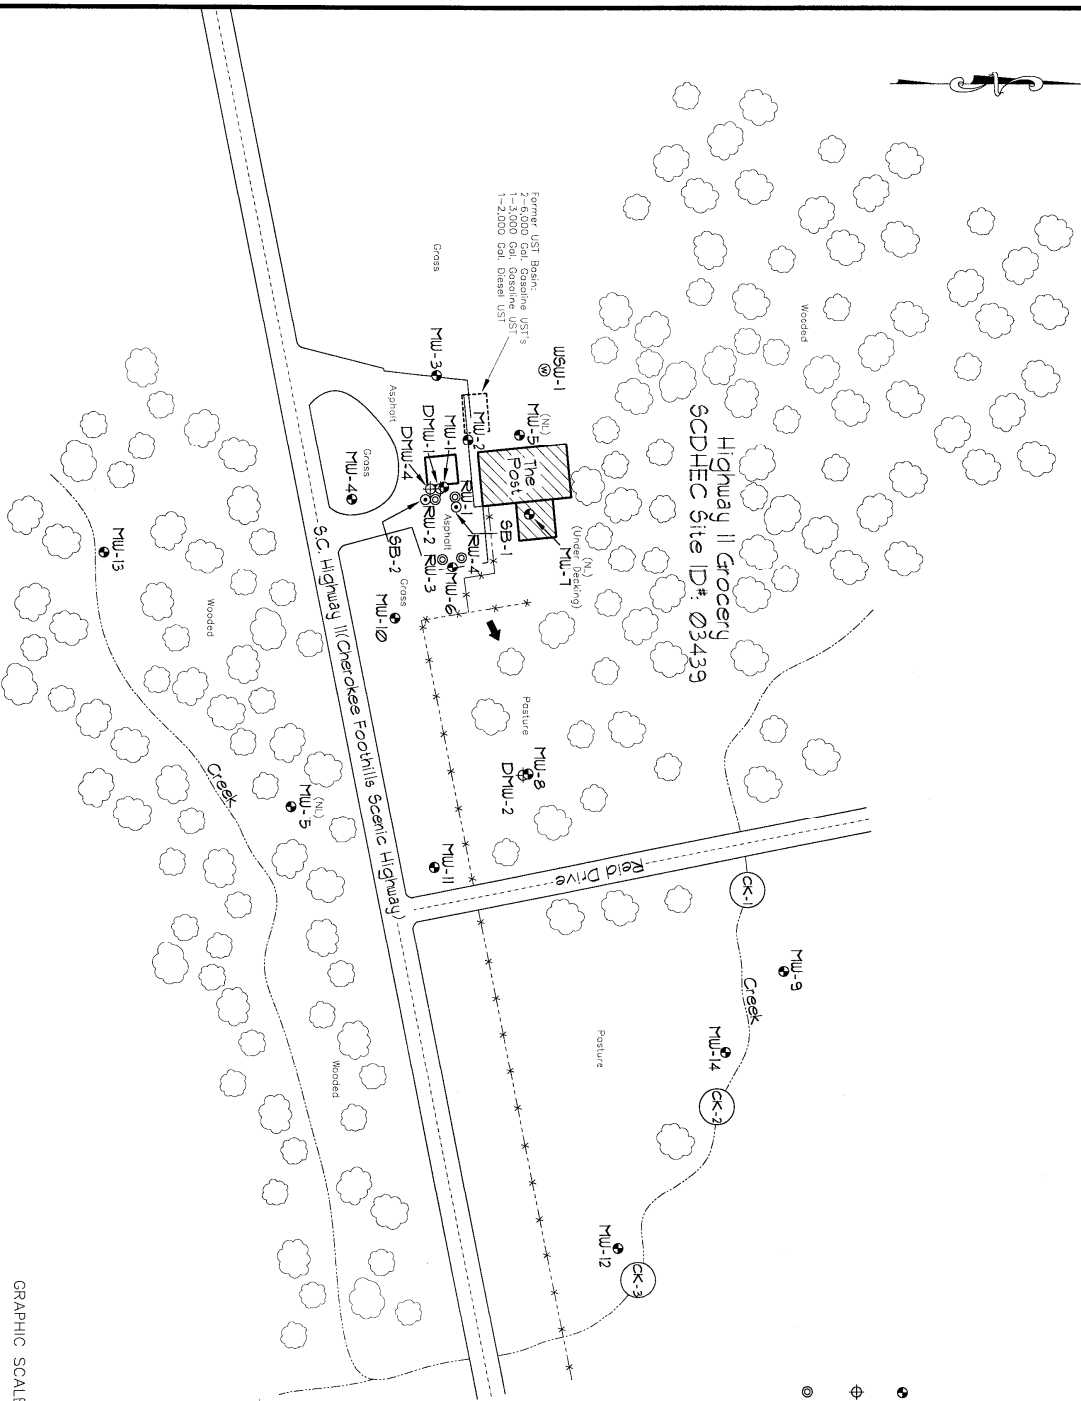 Highway 11 Grocery
SCDHEC Site ID#: 03439
Wooded
Former UST Basin:
2-6,000 Gal. Gasoline UST's
1-3,000 Gal. Gasoline UST
1-2,000 Gal. Diesel UST
Grass
WSW-1
W
MW-3
MW-5
(NL)
MW-2
The
Post
Asphalt
MW-1
DMW-1
DMW-4
RW-1
SB-1
MW-7
(NL)
(Under Decking)
Grass
MW-4
RW-2
Asphalt
RW-4
SB-2
RW-3
MW-6
Grass
MW-10
S.C. Highway 11(Cherokee Foothills Scenic Highway)
MW-13
Wooded
Creek
MW-5
(NL)
Pasture
MW-8
DMW-2
MW-11
Reid Drive
CK-1
MW-9
Creek
MW-14
CK-2
Pasture
Wooded
MW-12
CK-3
GRAPHIC SCALE